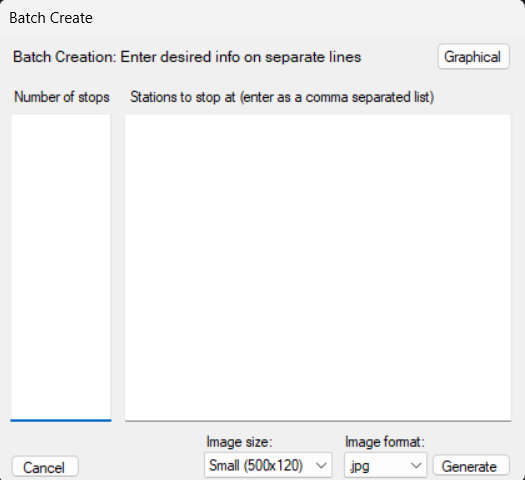 Batch Create
Batch Creation: Enter desired info on separate lines
Graphical
Number of stops
Stations to stop at (enter as a comma separated list)
Image size:
Image format:
Cancel
Small (500x120)
.jpg
Generate